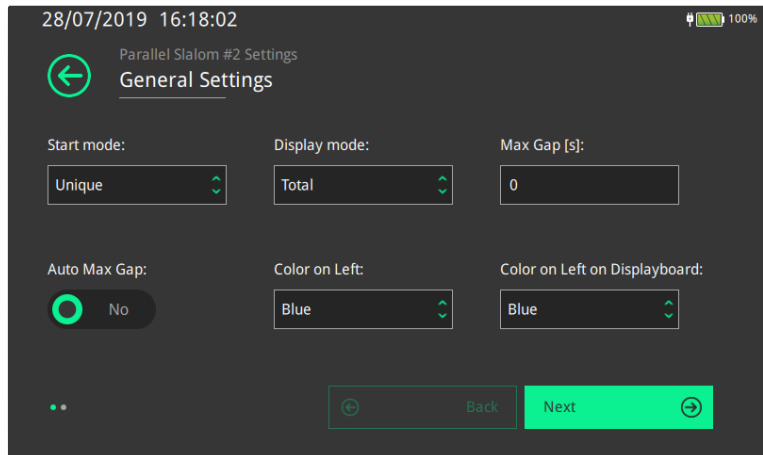 28/07/2019 16:18:02
100%
Parallel Slalom #2 Settings
General Settings
Start mode:
Display mode:
Max Gap [s]:
Unique
Total
0
Auto Max Gap:
Color on Left:
Color on Left on Displayboard:
No
Blue
Blue
Back
Next